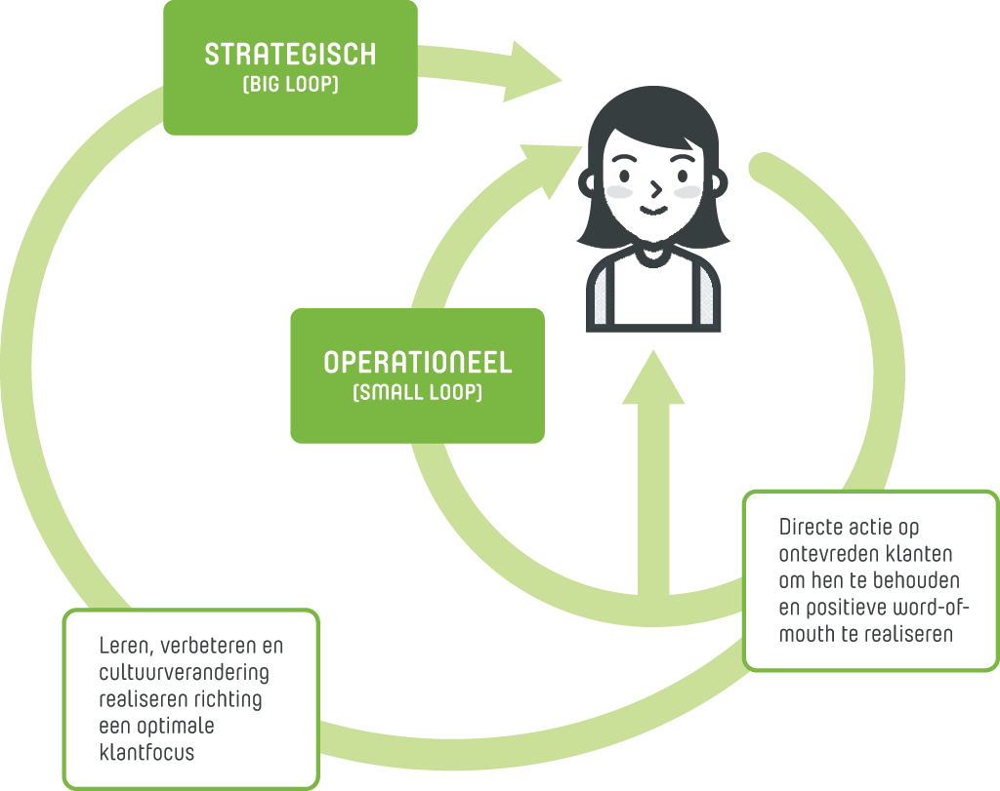 STRATEGISCH
(BIG LOOP)
OPERATIONEEL
(SMALL LOOP)
Directe actie op
ontevreden klanten
om hen te behouden
en positieve word-of-
mouth te realiseren
Leren, verbeteren en
cultuurverandering
realiseren richting
een optimale
klantfocus